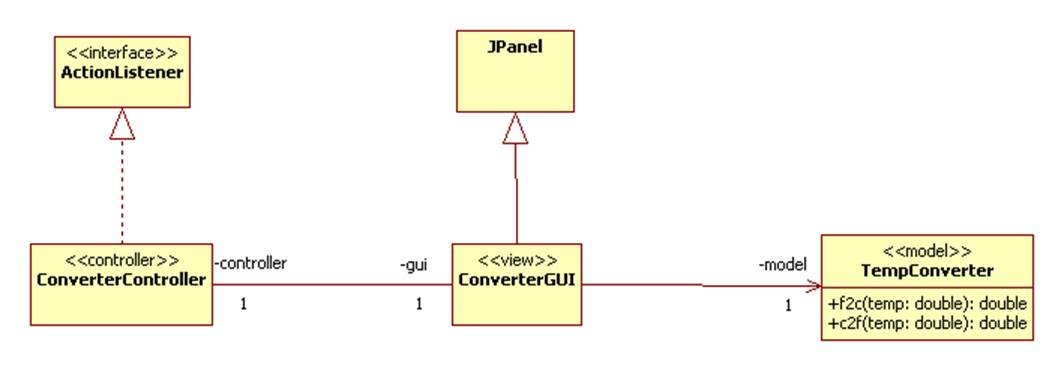 <<interface>>
ActionListener
JPanel
<<controller>>
ConverterController
-controller
1
-gui
1
<<view>>
ConverterGUI
-model
1
<<model>>
TempConverter
+f2c(temp: double): double
+c2f(temp: double): double